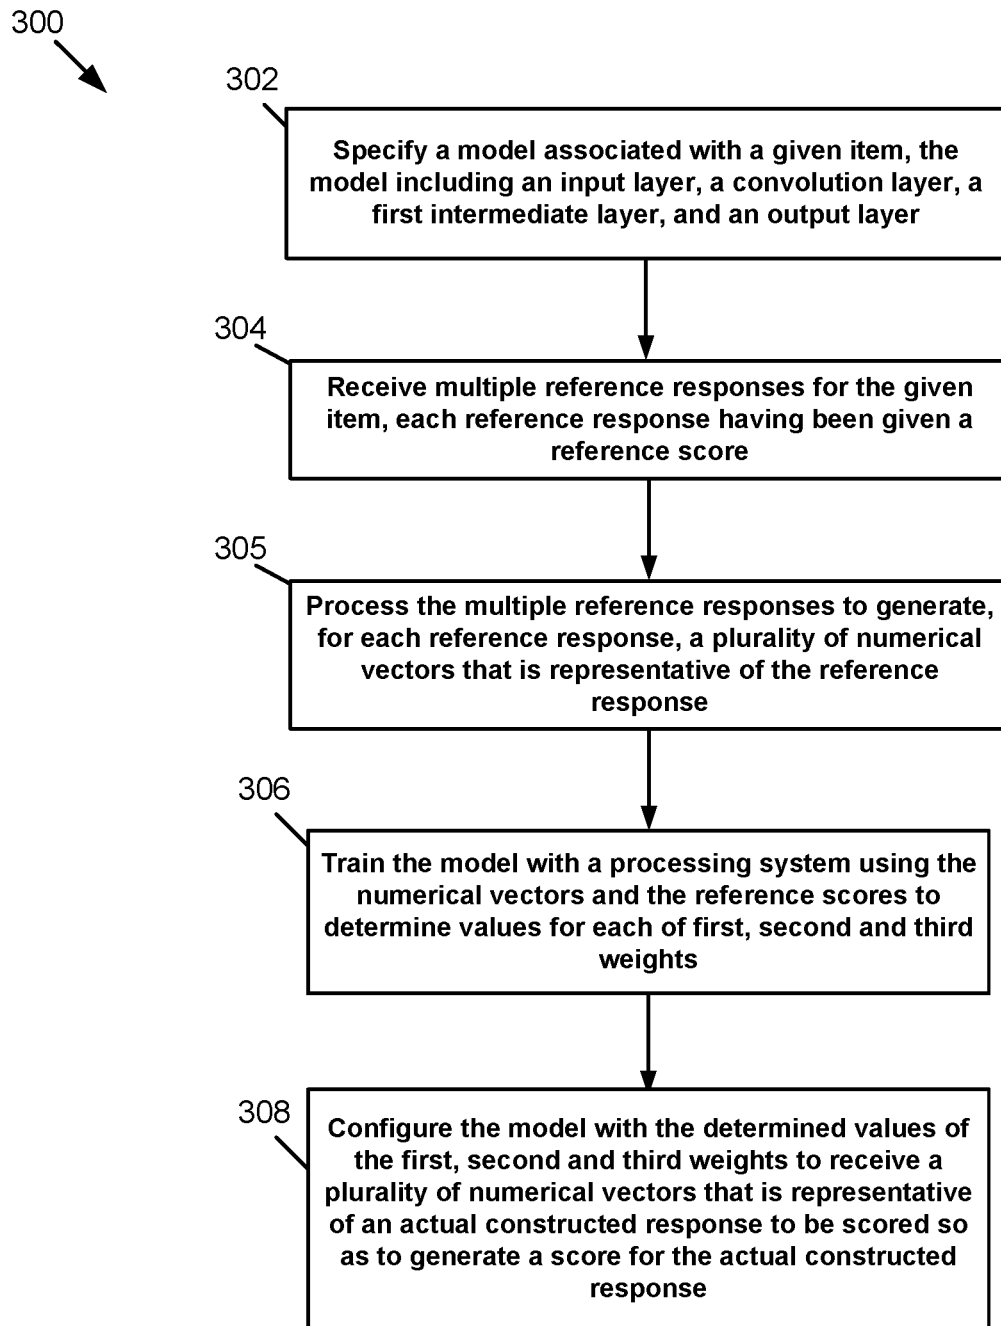 300
302
Specify a model associated with a given item, the
model including an input layer, a convolution layer, a
first intermediate layer, and an output layer
304
Receive multiple reference responses for the given
item, each reference response having been given a
reference score
305
Process the multiple reference responses to generate,
for each reference response, a plurality of numerical
vectors that is representative of the reference
response
306
Train the model with a processing system using the
numerical vectors and the reference scores to
determine values for each of first, second and third
weights
308
Configure the model with the determined values of
the first, second and third weights to receive a
plurality of numerical vectors that is representative
of an actual constructed response to be scored so
as to generate a score for the actual constructed
response